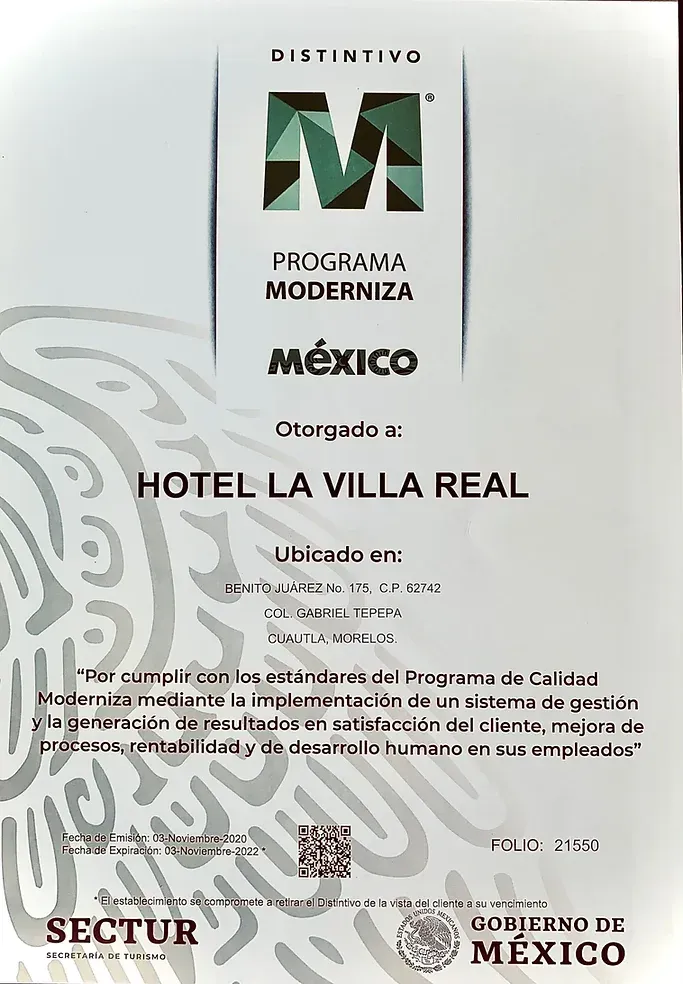 DISTINTIVO
M®
PROGRAMA
MODERNIZA
MéXICO
Otorgado a:
HOTEL LA VILLA REAL
Ubicado en:
BENITO JUÁREZ No. 175, C.P. 62742
COL. GABRIEL TEPEPA
CUAUTLA, MORELOS.
“Por cumplir con los estándares del Programa de Calidad
Moderniza mediante la implementación de un sistema de gestión
y la generación de resultados en satisfacción del cliente, mejora de
procesos, rentabilidad y de desarrollo humano en sus empleados”
Fecha de Emisión: 03-Noviembre-2020
Fecha de Expiración: 03-Noviembre-2022 *
FOLIO: 21550
* El establecimiento se compromete a retirar el Distintivo de la vista del cliente a su vencimiento
SECTUR
SECRETARÍA DE TURISMO
ESTADOS UNIDOS MEXICANOS
GOBIERNO DE
MÉXICO